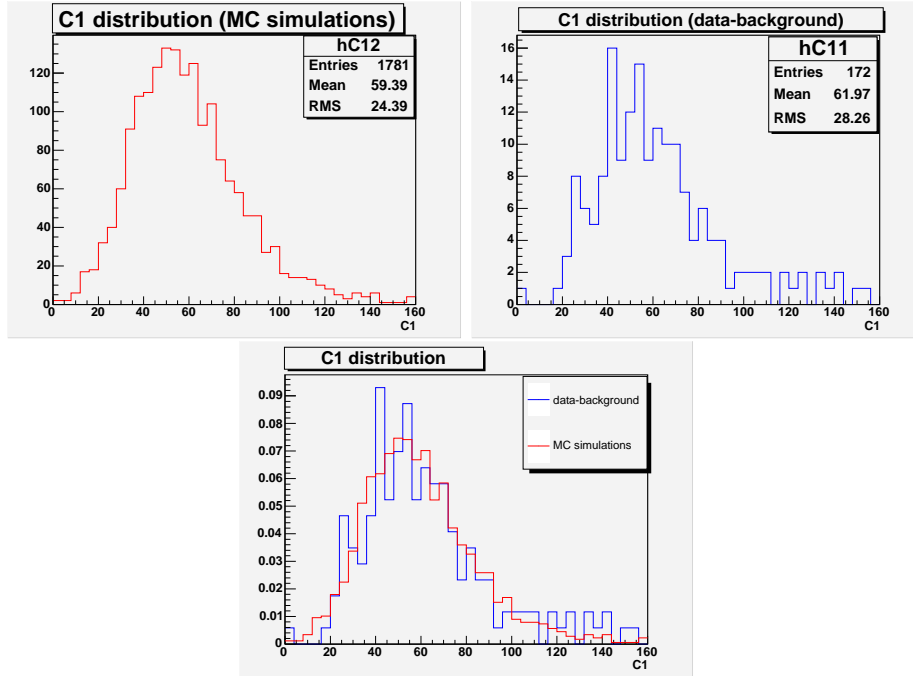 C1 distribution (MC simulations)
hC12
Entries 1781
Mean 59.39
RMS 24.39
120
100
80
60
40
20
0
0 20 40 60 80 100 120 140 160
C1
C1 distribution (data-background)
hC11
Entries 172
Mean 61.97
RMS 28.26
16
14
12
10
8
6
4
2
0
0 20 40 60 80 100 120 140 160
C1
C1 distribution
data-background
MC simulations
0.09
0.08
0.07
0.06
0.05
0.04
0.03
0.02
0.01
0
0 20 40 60 80 100 120 140 160
C1